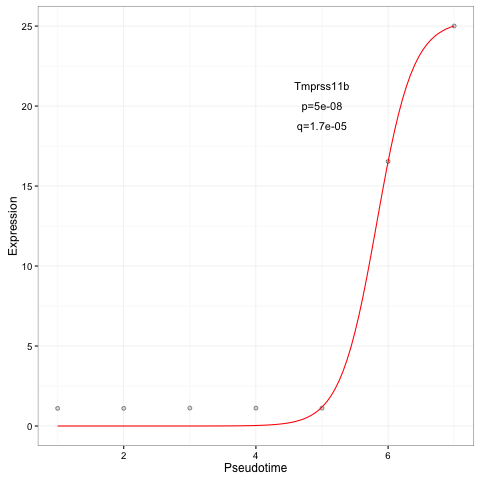 25
20
15
10
5
0
Expression
Tmprss11b
p=5e-08
q=1.7e-05
2 4 6
Pseudotime